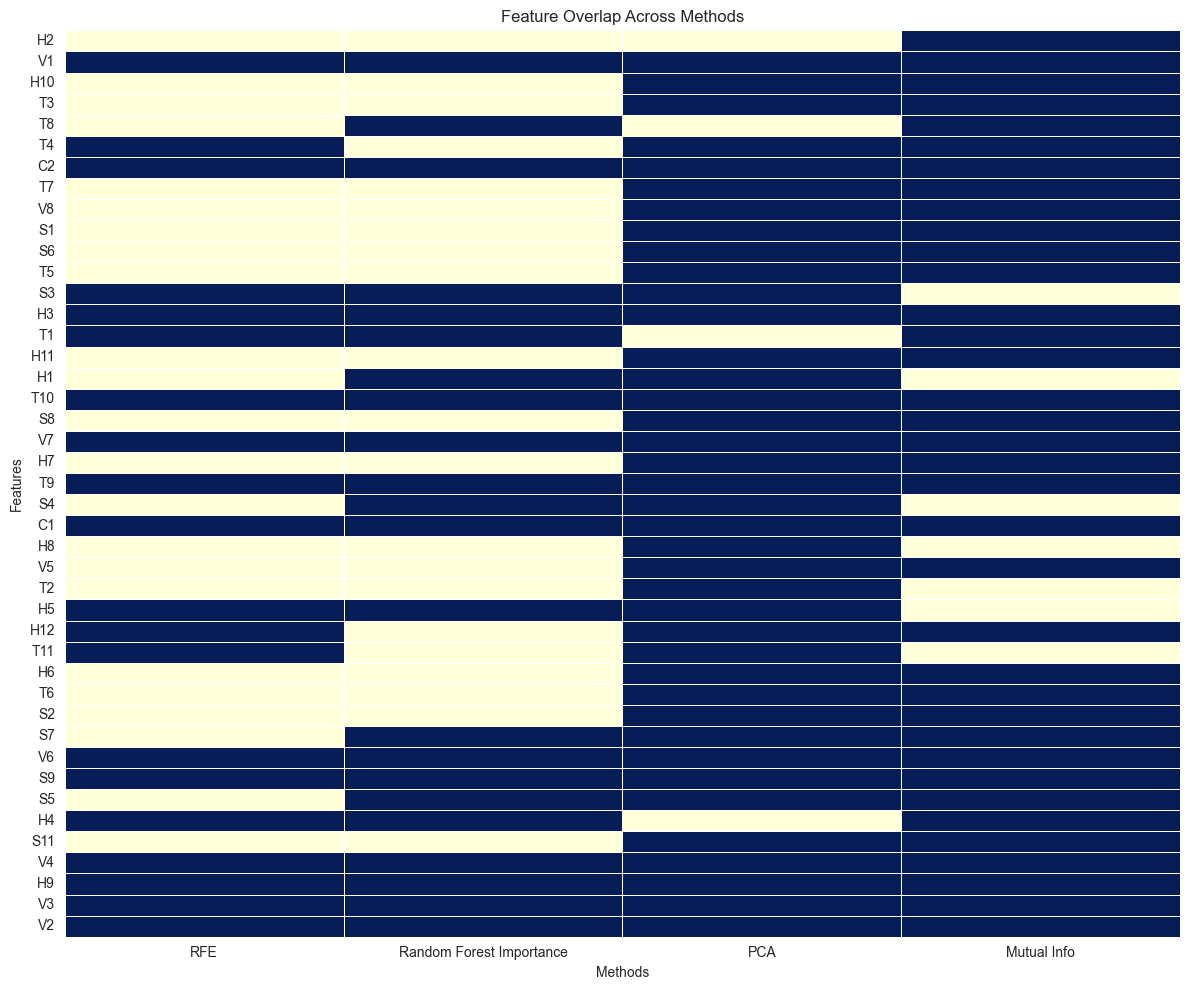 Feature Overlap Across Methods
H2
V1
H10
T3
T8
T4
C2
T7
V8
S1
S6
T5
S3
H3
T1
H11
H1
T10
S8
V7
H7
T9
S4
C1
H8
V5
T2
H5
H12
T11
H6
T6
S2
S7
V6
S9
S5
H4
S11
V4
H9
V3
V2
Features
RFE Random Forest Importance PCA Mutual Info
Methods